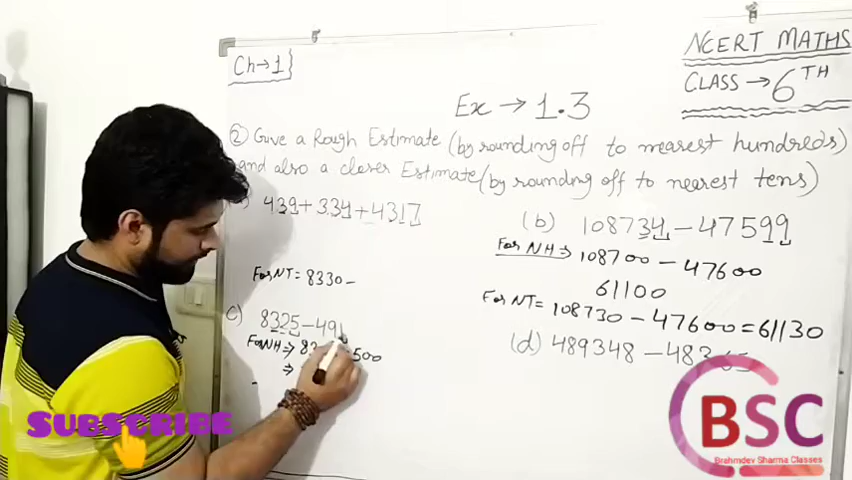 Ch→1}
NCERT MATHS
CLASS → 6TH
Ex → 1.3
② Give a Rough Estimate (by rounding off to nearest hundreds)
and also a closer Estimate (by rounding off to nearest tens)
439+334+4317
(b) 108734 – 47599
For NH → 108700 – 47600
61100
For NT = 108730 – 47600 = 61130
For NT = 8330 –
c) 8325 – 491
For NH ⇒ 500
⇒
(d) 489348 – 48365
SUBSCRIBE
BSC
Brahmdev Sharma Classes